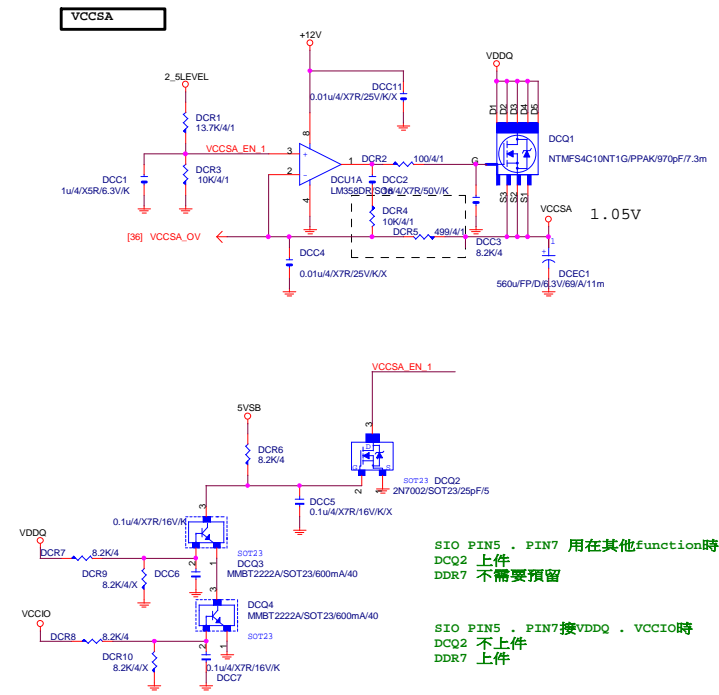 VCCSA
+12V
VDDQ
2_5LEVEL
DCC11
0.01u/4/X7R/25V/K/X
D1
D2
D3
D4
D5
DCR1
13.7K/4/1
8
DCQ1
NTMFS4C10NT1G/PPAK/970pF/7.3m
VCCSA_EN_1
3
+
1
DCR2
100/4/1
G
DCC1
1u/4/X5R/6.3V/K
DCR3
10K/4/1
2
-
4
DCU1A
LM358DR/SO8
DCC2
1n/4/X7R/50V/K
S3
S2
S1
DCR4
10K/4/1
VCCSA
1.05V
[36] VCCSA_OV
DCR5
499/4/1
DCC3
8.2K/4
1
+
DCC4
0.01u/4/X7R/25V/K/X
DCEC1
560u/FP/D/6.3V/69/A/11m
VCCSA_EN_1
5VSB
3
DCR6
8.2K/4
D
G
S
2
1
SOT23
DCQ2
2N7002/SOT23/25pF/5
DCC5
0.1u/4/X7R/16V/K/X
3
0.1u/4/X7R/16V/K
VDDQ
DCR7
8.2K/4
2
1
SOT23
DCQ3
MMBT2222A/SOT23/600mA/40
DCR9
8.2K/4/X
DCC6
3
DCQ4
MMBT2222A/SOT23/600mA/40
VCCIO
DCR8
8.2K/4
2
1
SOT23
DCR10
8.2K/4/X
0.1u/4/X7R/16V/K
DCC7
SIO PIN5 . PIN7 用在其他function時
DCQ2 上件
DDR7 不需要預留
SIO PIN5 . PIN7接VDDQ . VCCIO時
DCQ2 不上件
DDR7 上件